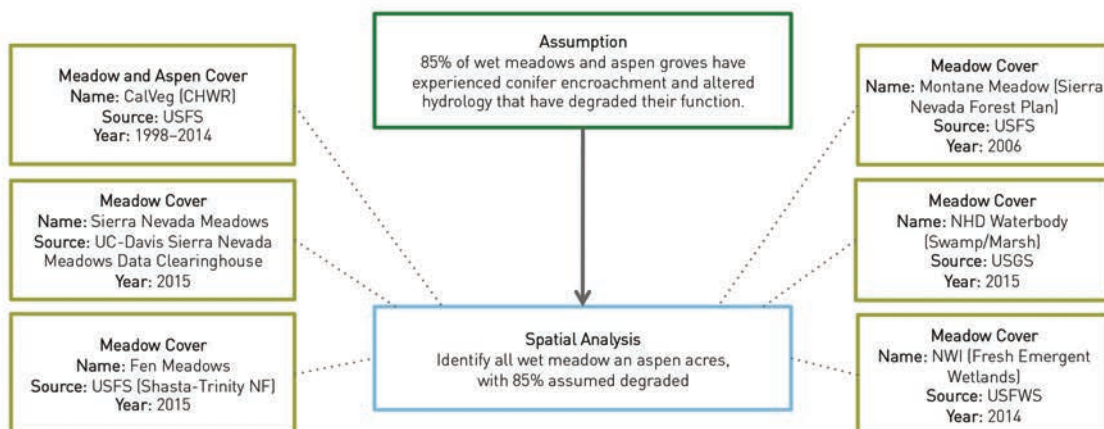 Meadow and Aspen Cover
Name: CalVeg (CHWR)
Source: USFS
Year: 1998–2014
Meadow Cover
Name: Sierra Nevada Meadows
Source: UC-Davis Sierra Nevada
Meadows Data Clearinghouse
Year: 2015
Meadow Cover
Name: Fen Meadows
Source: USFS (Shasta-Trinity NF)
Year: 2015
Assumption
85% of wet meadows and aspen groves have
experienced conifer encroachment and altered
hydrology that have degraded their function.
Spatial Analysis
Identify all wet meadow an aspen acres,
with 85% assumed degraded
Meadow Cover
Name: Montane Meadow (Sierra
Nevada Forest Plan)
Source: USFS
Year: 2006
Meadow Cover
Name: NHD Waterbody
(Swamp/Marsh)
Source: USGS
Year: 2015
Meadow Cover
Name: NWI (Fresh Emergent
Wetlands)
Source: USFWS
Year: 2014